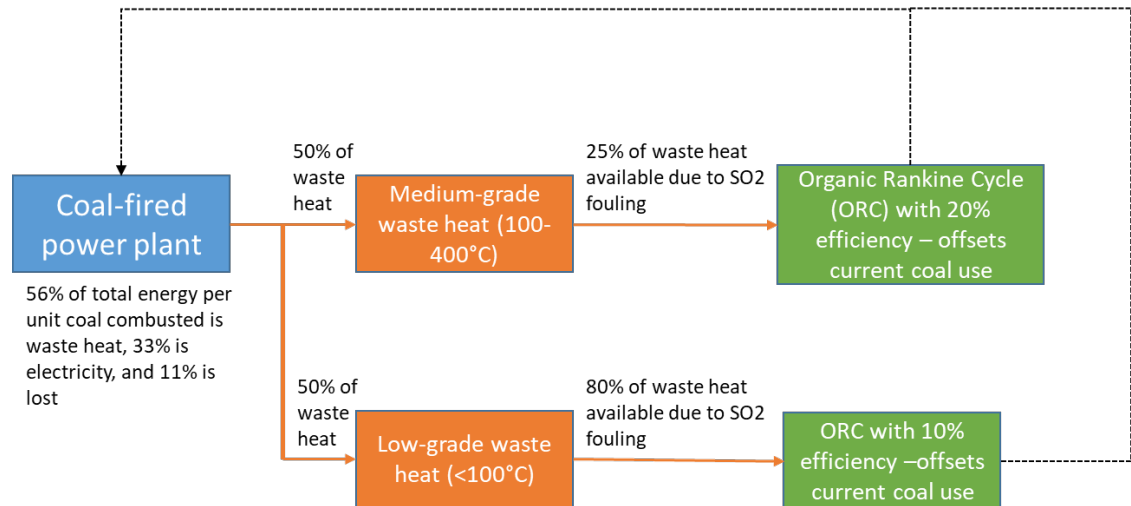 50% of
waste
heat
25% of waste heat
available due to SO2
fouling
Coal-fired
power plant
Medium-grade
waste heat (100-
400°C)
Organic Rankine Cycle
(ORC) with 20%
efficiency – offsets
current coal use
56% of total energy per
unit coal combusted is
waste heat, 33% is
electricity, and 11% is
lost
50% of
waste
heat
80% of waste heat
available due to SO2
fouling
Low-grade waste
heat (<100°C)
ORC with 10%
efficiency –offsets
current coal use